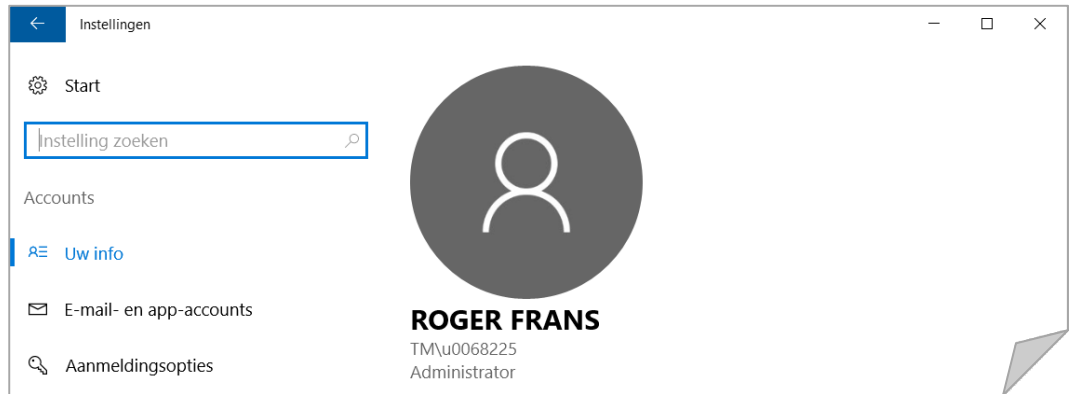 Instellingen
Start
Instelling zoeken
Accounts
Uw info
E-mail- en app-accounts
Aanmeldingsopties
ROGER FRANS
TM\u0068225
Administrator